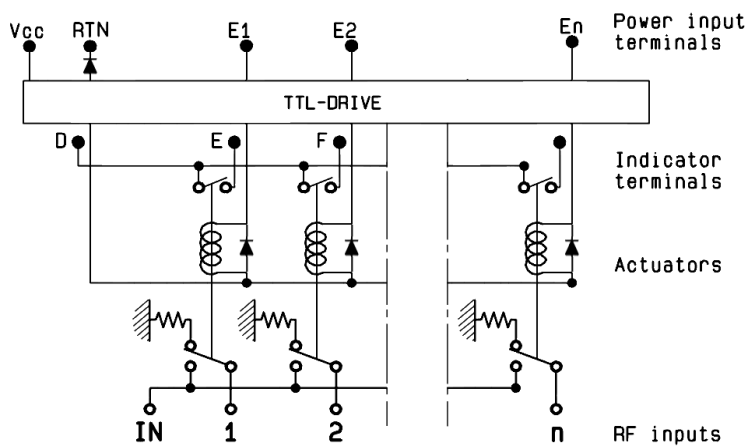 Vcc RTN E1 E2 En Power input
terminals
TTL-DRIVE
D E F
Indicator
terminals
Actuators
IN 1 2 n RF inputs